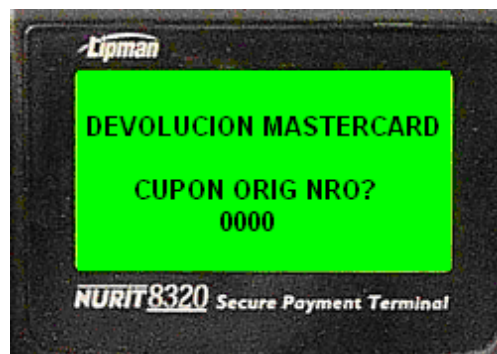 Lipman
DEVOLUCION MASTERCARD
CUPON ORIG NRO?
0000
NURIT 8320 Secure Payment Terminal